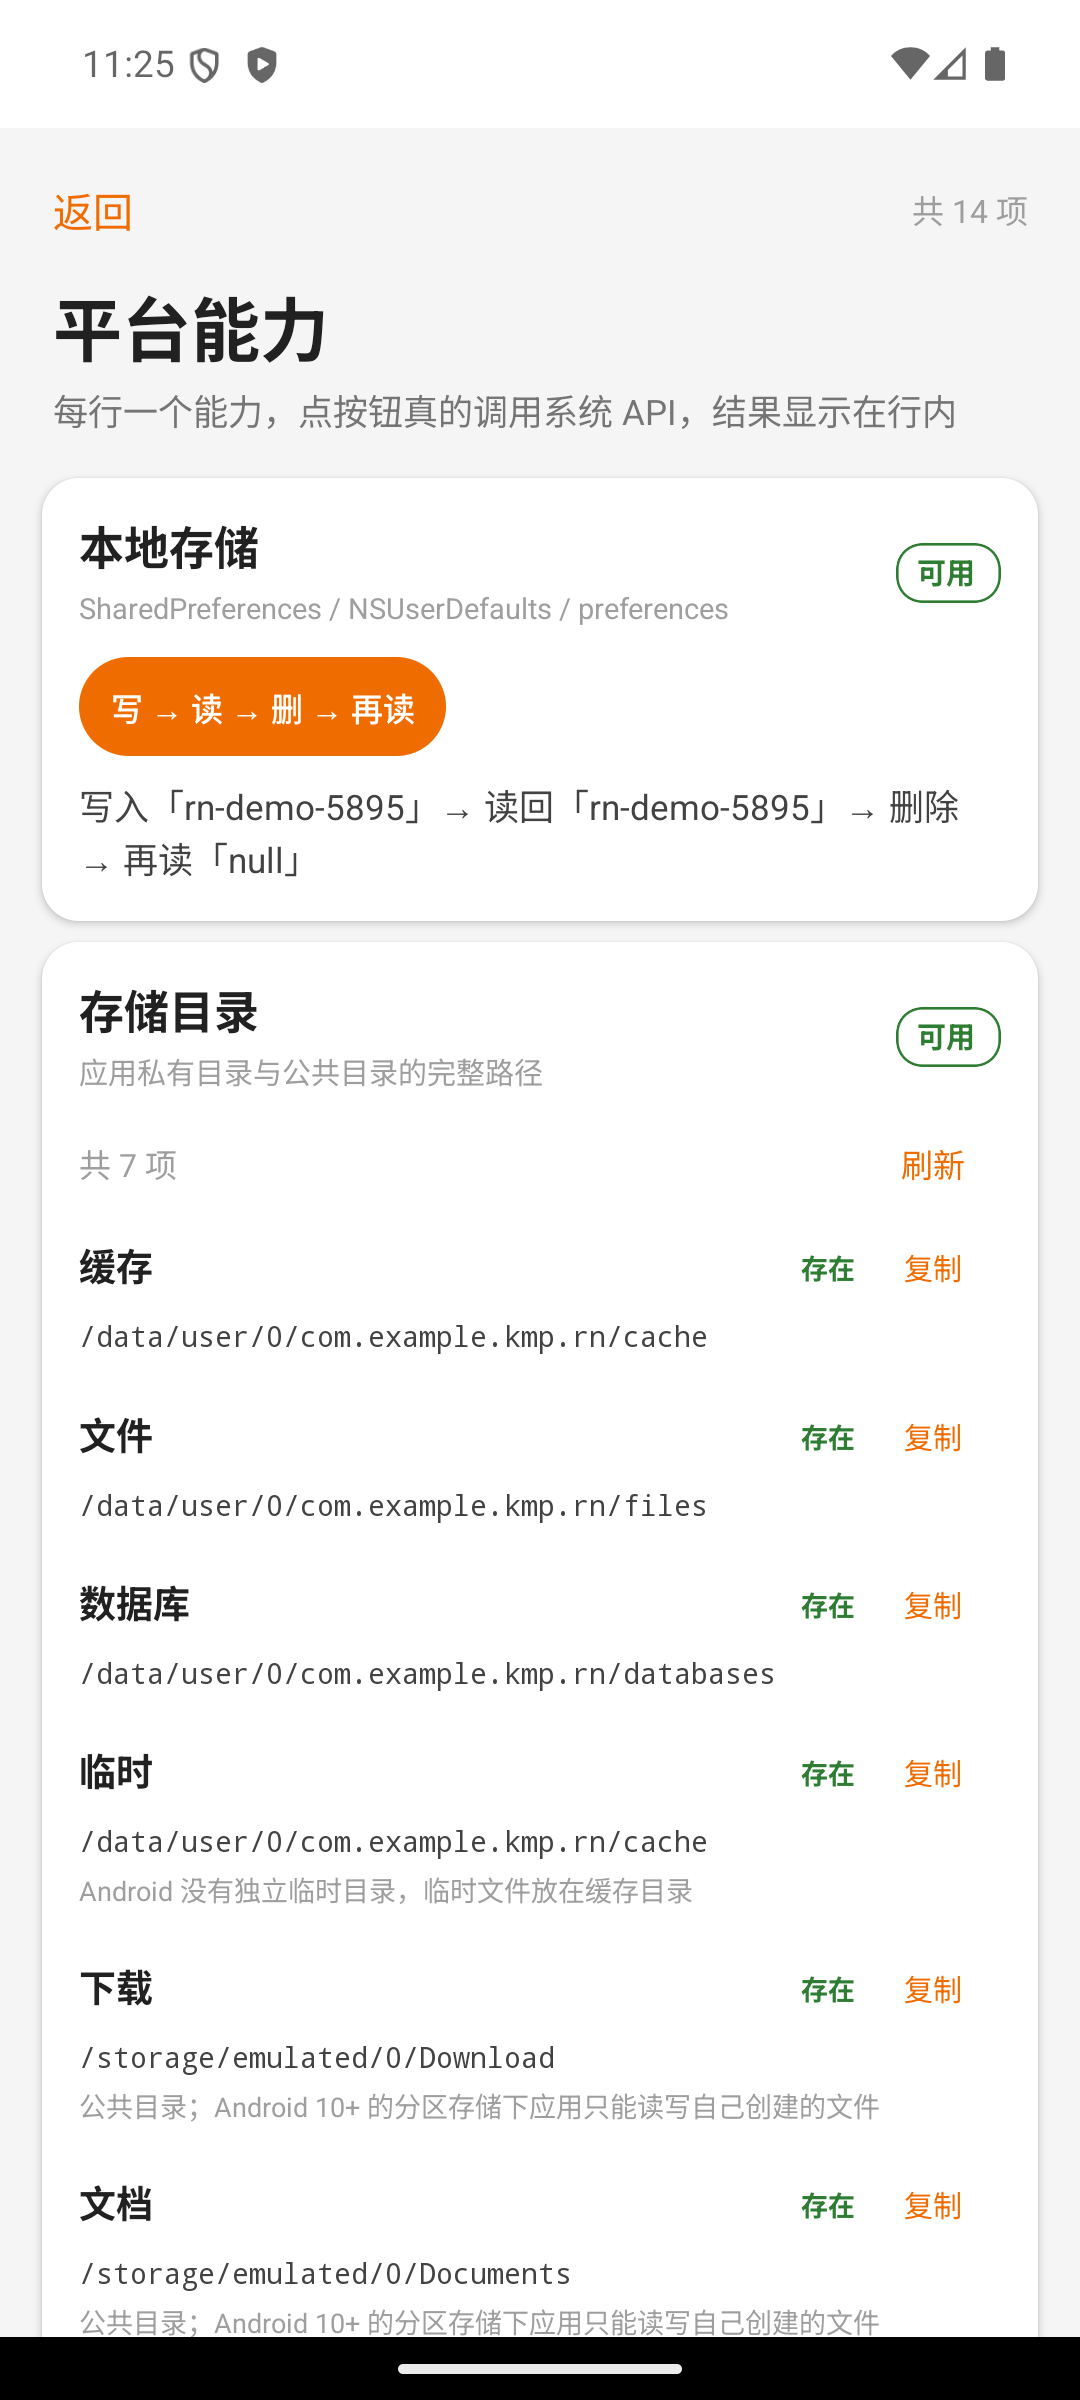 11:25
返回
共 14 项
平台能力
每行一个能力，点按钮真的调用系统 API，结果显示在行内
本地存储
可用
SharedPreferences / NSUserDefaults / preferences
写 → 读 → 删 → 再读
写入「rn-demo-5895」 → 读回「rn-demo-5895」 → 删除
→ 再读「null」
存储目录
可用
应用私有目录与公共目录的完整路径
共 7 项
刷新
缓存
存在
复制
/data/user/0/com.example.kmp.rn/cache
文件
存在
复制
/data/user/0/com.example.kmp.rn/files
数据库
存在
复制
/data/user/0/com.example.kmp.rn/databases
临时
存在
复制
/data/user/0/com.example.kmp.rn/cache
Android 没有独立临时目录，临时文件放在缓存目录
下载
存在
复制
/storage/emulated/0/Download
公共目录；Android 10+ 的分区存储下应用只能读写自己创建的文件
文档
存在
复制
/storage/emulated/0/Documents
公共目录；Android 10+ 的分区存储下应用只能读写自己创建的文件